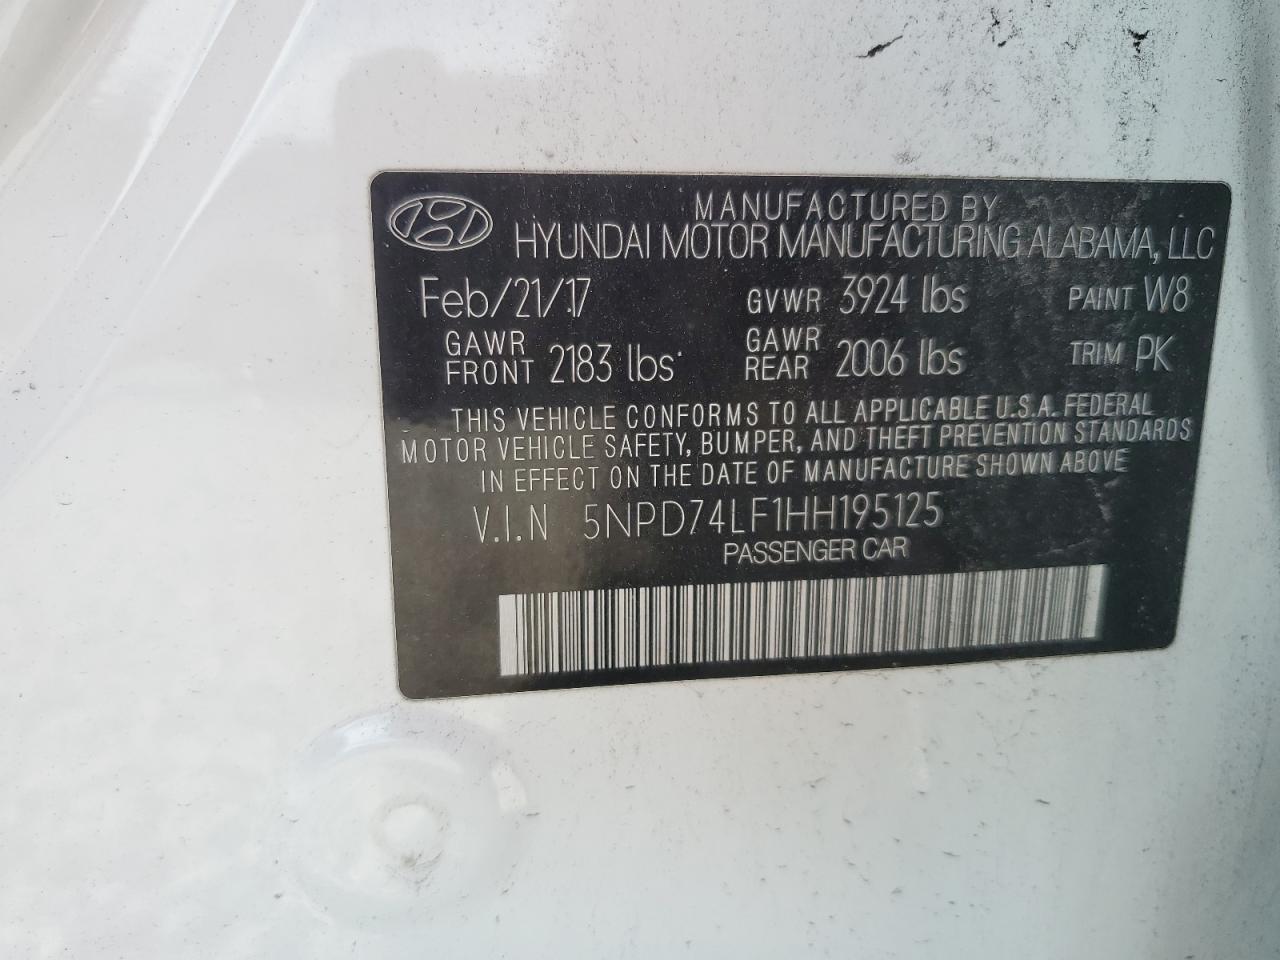 MANUFACTURED BY
HYUNDAI MOTOR MANUFACTURING ALABAMA, LLC
Feb/21/17 GVWR 3924 lbs PAINT W8
GAWR FRONT 2183 lbs GAWR REAR 2006 lbs TRIM PK
THIS VEHICLE CONFORMS TO ALL APPLICABLE U.S.A. FEDERAL
MOTOR VEHICLE SAFETY, BUMPER, AND THEFT PREVENTION STANDARDS
IN EFFECT ON THE DATE OF MANUFACTURE SHOWN ABOVE
V.I.N 5NPD74LF1HH195125
PASSENGER CAR